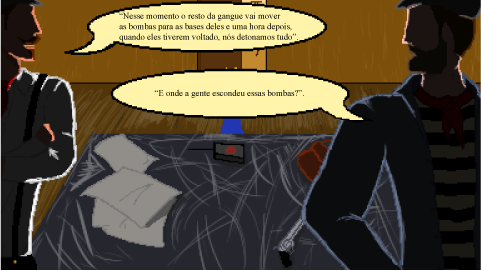 “Nesse momento o resto da gangue vai mover
as bombas para as bases deles e uma hora depois,
quando eles tiverem voltado, nós detonamos tudo”.
“E onde a gente escondeu essas bombas?”.